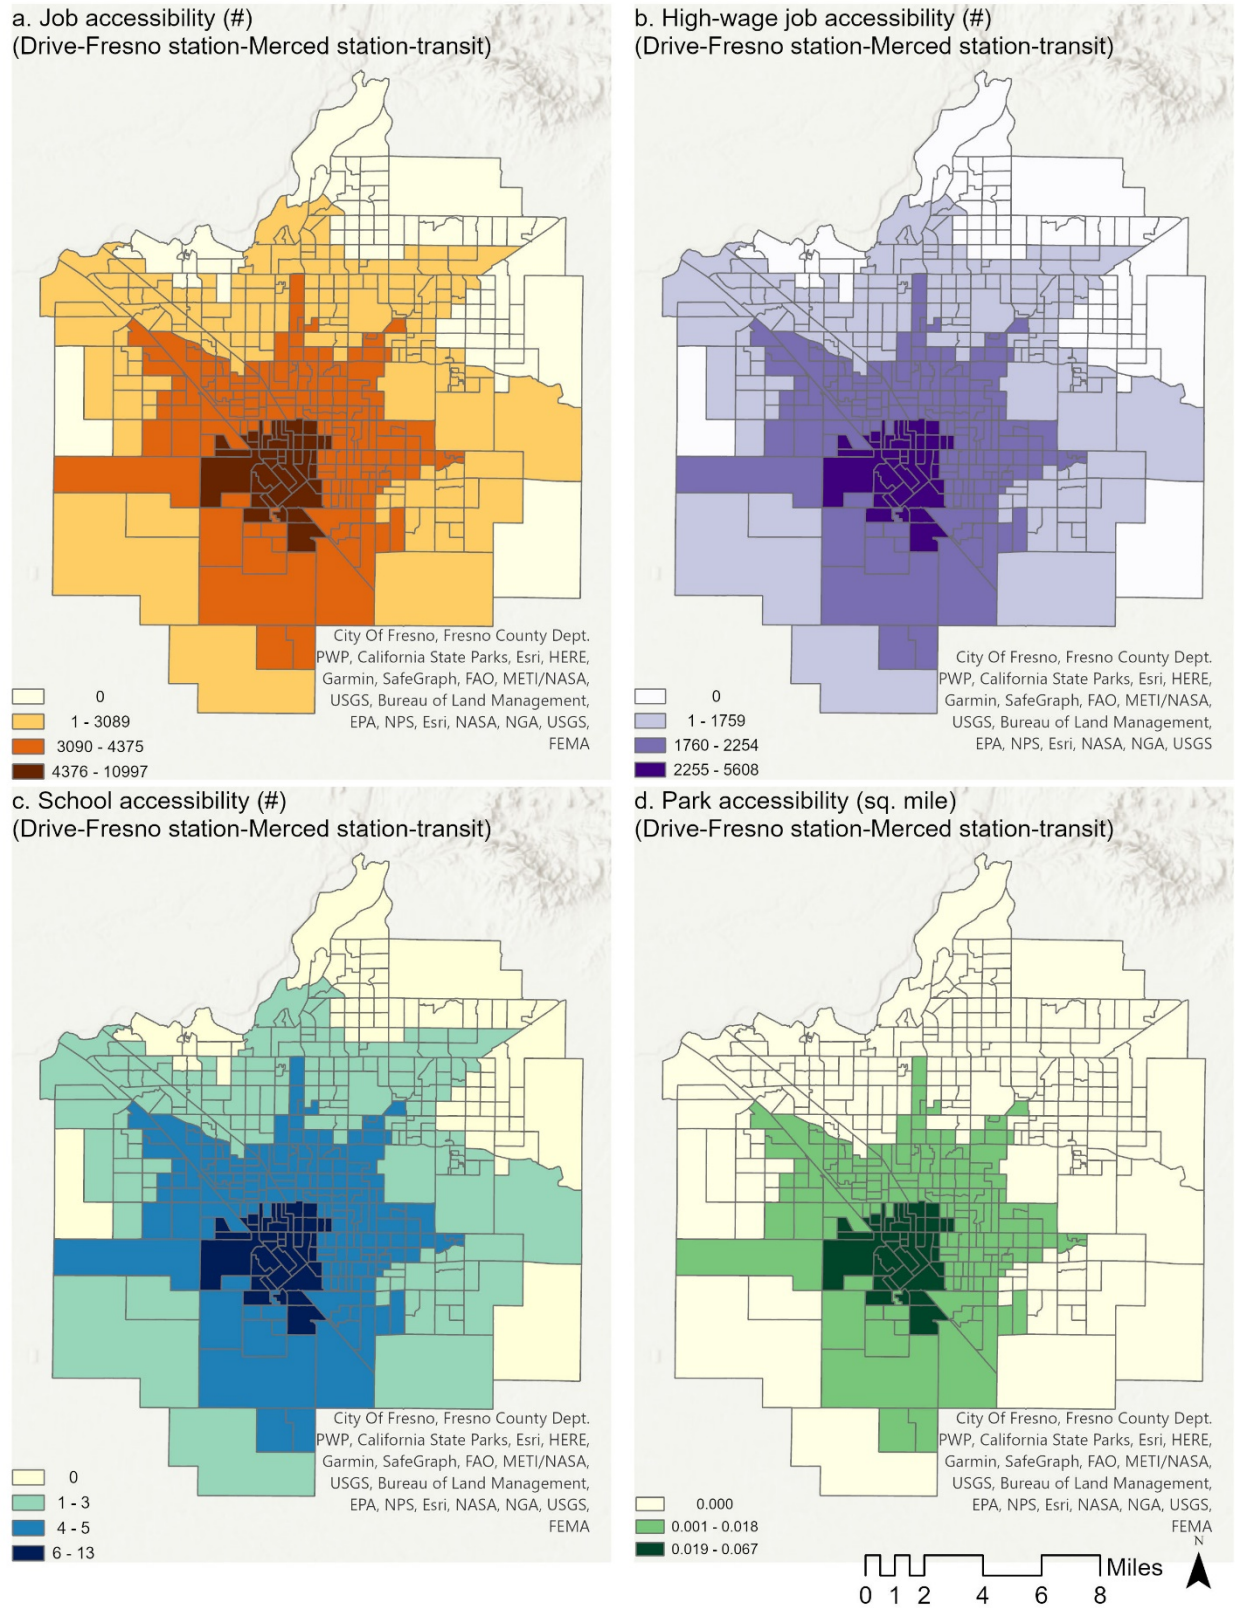 a. Job accessibility (#)
(Drive-Fresno station-Merced station-transit)
City Of Fresno, Fresno County Dept.
PWP, California State Parks, Esri, HERE,
Garmin, SafeGraph, FAO, METI/NASA,
USGS, Bureau of Land Management,
EPA, NPS, Esri, NASA, NGA, USGS,
FEMA
0
1 - 3089
3090 - 4375
4376 - 10997
b. High-wage job accessibility (#)
(Drive-Fresno station-Merced station-transit)
City Of Fresno, Fresno County Dept.
PWP, California State Parks, Esri, HERE,
Garmin, SafeGraph, FAO, METI/NASA,
USGS, Bureau of Land Management,
EPA, NPS, Esri, NASA, NGA, USGS
0
1 - 1759
1760 - 2254
2255 - 5608
c. School accessibility (#)
(Drive-Fresno station-Merced station-transit)
City Of Fresno, Fresno County Dept.
PWP, California State Parks, Esri, HERE,
Garmin, SafeGraph, FAO, METI/NASA,
USGS, Bureau of Land Management,
EPA, NPS, Esri, NASA, NGA, USGS,
FEMA
0
1 - 3
4 - 5
6 - 13
d. Park accessibility (sq. mile)
(Drive-Fresno station-Merced station-transit)
City Of Fresno, Fresno County Dept.
PWP, California State Parks, Esri, HERE,
Garmin, SafeGraph, FAO, METI/NASA,
USGS, Bureau of Land Management,
EPA, NPS, Esri, NASA, NGA, USGS,
FEMA
0.000
0.001 - 0.018
0.019 - 0.067
N
Miles
0 1 2 4 6 8